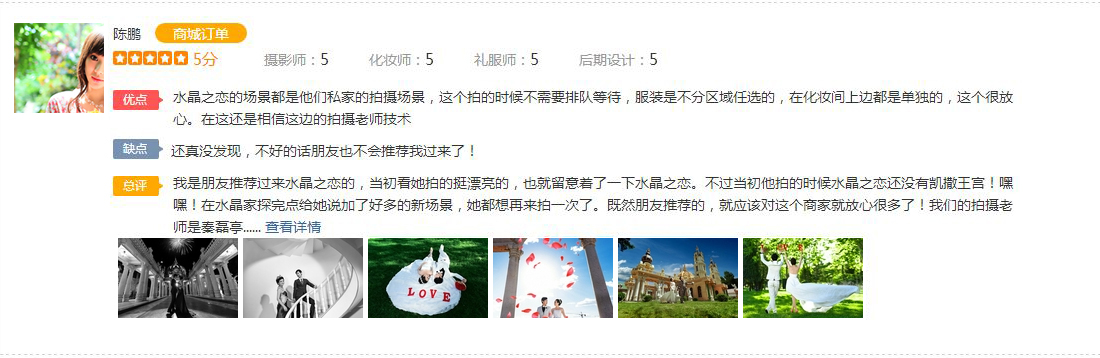 陈鹏 商城订单
5分 摄影师：5 化妆师：5 礼服师：5 后期设计：5
优点 水晶之恋的场景都是他们私家的拍摄场景，这个拍的时候不需要排队等待，服装是不分区域任选的，在化妆间上边都是单独的，这个很放
心。在这还是相信这边的拍摄老师技术
缺点 还真没发现，不好的话朋友也不会推荐我过来了！
总评 我是朋友推荐过来水晶之恋的，当初看她拍的挺漂亮的，也就留意着了一下水晶之恋。不过当初他拍的时候水晶之恋还没有凯撒王宫！嘿
嘿！在水晶家探完点给她说加了好多的新场景，她都想再来拍一次了。既然朋友推荐的，就应该对这个商家就放心很多了！我们的拍摄老
师是秦磊亭...... 查看详情
LOVE